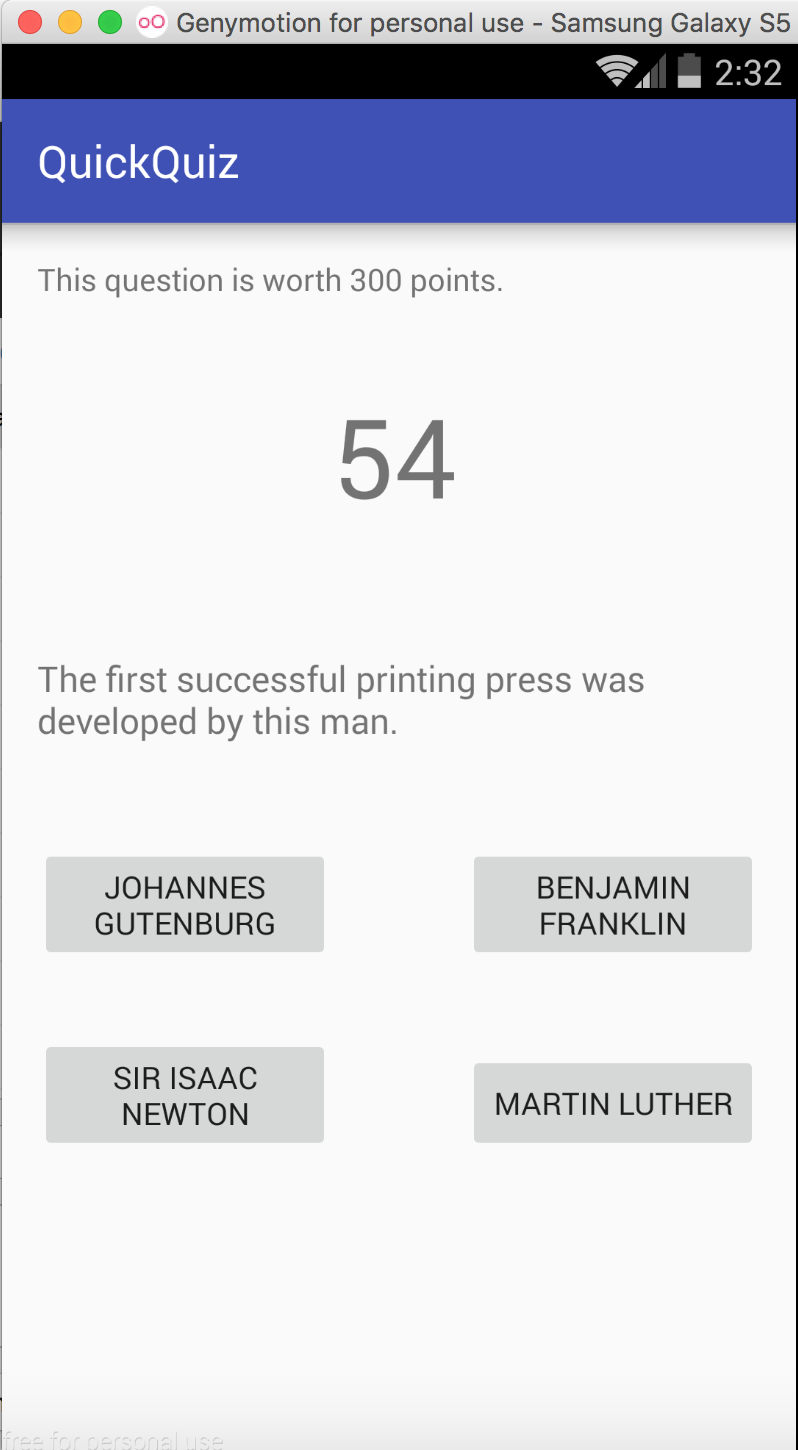 Genymotion for personal use - Samsung Galaxy S5
2:32
QuickQuiz
This question is worth 300 points.
54
The first successful printing press was
developed by this man.
JOHANNES
GUTENBURG
BENJAMIN
FRANKLIN
SIR ISAAC
NEWTON
MARTIN LUTHER
free for personal use